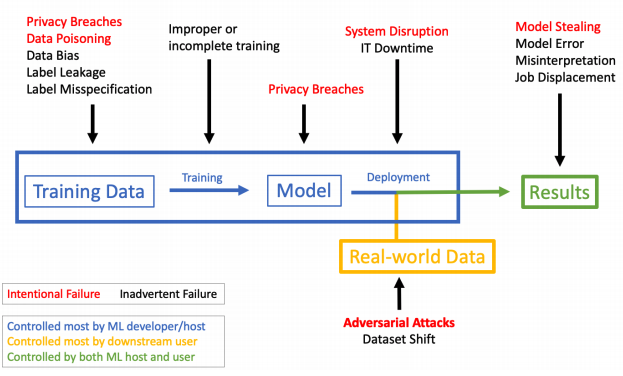 Privacy Breaches
Data Poisoning
Data Bias
Label Leakage
Label Misspecification
Improper or
incomplete training
Privacy Breaches
System Disruption
IT Downtime
Model Stealing
Model Error
Misinterpretation
Job Displacement
Training Data
Training
Model
Deployment
Results
Real-world Data
Adversarial Attacks
Dataset Shift
Intentional Failure Inadvertent Failure
Controlled most by ML developer/host
Controlled most by downstream user
Controlled by both ML host and user